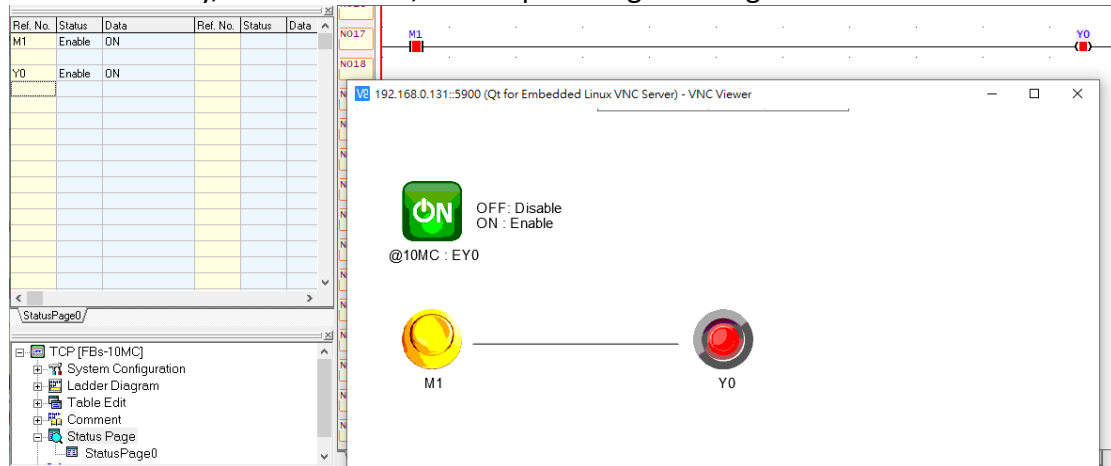 Ref. No. Status Data Ref. No. Status Data
M1 Enable ON
Y0 Enable ON
StatusPage0
TCP [FBs-10MC]
System Configuration
Ladder Diagram
Table Edit
Comment
Status Page
StatusPage0
N017
M1
Y0
N018
192.168.0.131::5900 (Qt for Embedded Linux VNC Server) - VNC Viewer
ON
OFF: Disable
ON : Enable
@10MC : EY0
M1
Y0